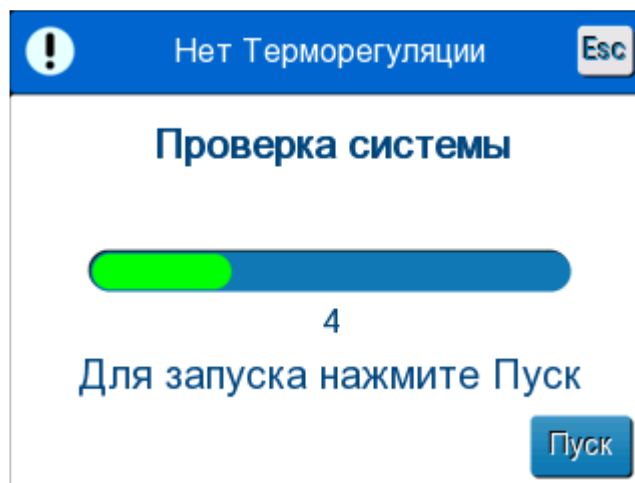 Нет Терморегуляции
Esc
Проверка системы
4
Для запуска нажмите Пуск
Пуск